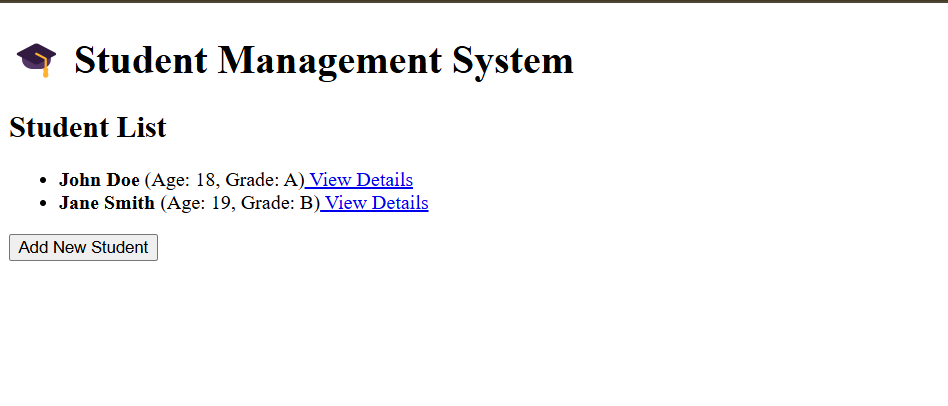 Student Management System
Student List
John Doe (Age: 18, Grade: A) View Details
Jane Smith (Age: 19, Grade: B) View Details
Add New Student